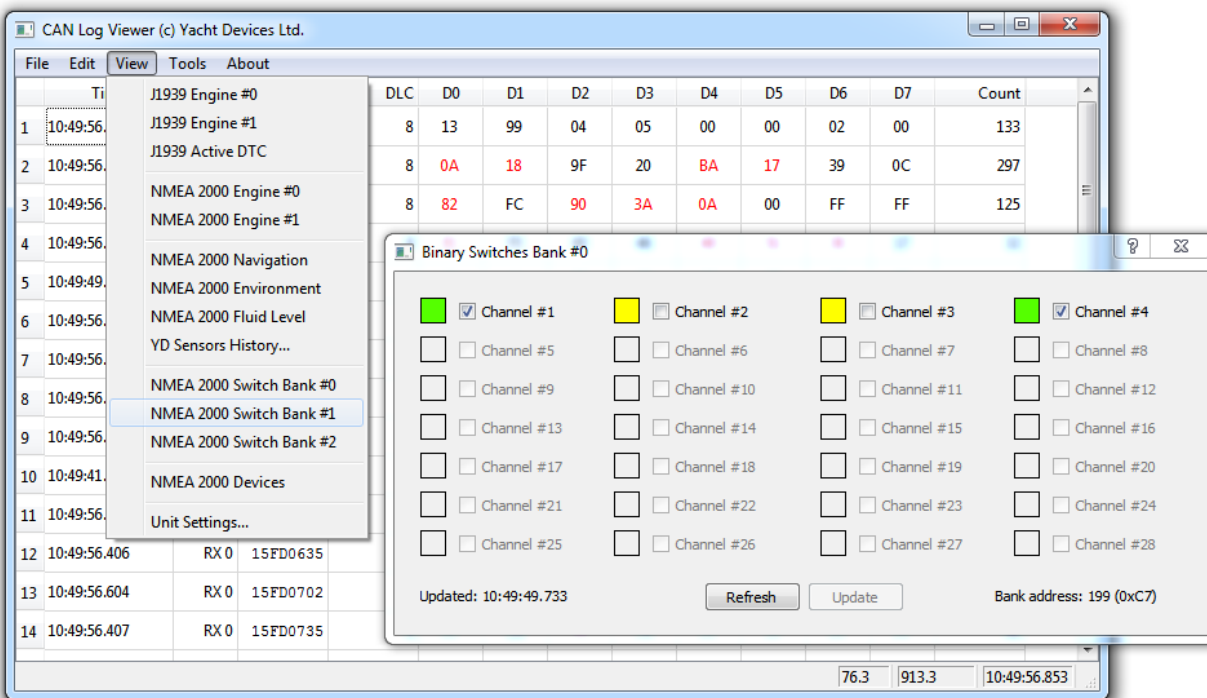 CAN Log Viewer (c) Yacht Devices Ltd.
File Edit View Tools About
Ti DLC D0 D1 D2 D3 D4 D5 D6 D7 Count
1 10:49:56. 8 13 99 04 05 00 00 02 00 133
2 10:49:56. 8 0A 18 9F 20 BA 17 39 0C 297
3 10:49:56. 8 82 FC 90 3A 0A 00 FF FF 125
4 10:49:56.
5 10:49:49.
6 10:49:56.
7 10:49:56.
8 10:49:56.
9 10:49:56.
10 10:49:41.
11 10:49:56.
12 10:49:56.406 RX 0 15FD0635
13 10:49:56.604 RX 0 15FD0702
14 10:49:56.407 RX 0 15FD0735
J1939 Engine #0
J1939 Engine #1
J1939 Active DTC
NMEA 2000 Engine #0
NMEA 2000 Engine #1
NMEA 2000 Navigation
NMEA 2000 Environment
NMEA 2000 Fluid Level
YD Sensors History...
NMEA 2000 Switch Bank #0
NMEA 2000 Switch Bank #1
NMEA 2000 Switch Bank #2
NMEA 2000 Devices
Unit Settings...
Binary Switches Bank #0 ?
Channel #1 Channel #2 Channel #3 Channel #4
Channel #5 Channel #6 Channel #7 Channel #8
Channel #9 Channel #10 Channel #11 Channel #12
Channel #13 Channel #14 Channel #15 Channel #16
Channel #17 Channel #18 Channel #19 Channel #20
Channel #21 Channel #22 Channel #23 Channel #24
Channel #25 Channel #26 Channel #27 Channel #28
Updated: 10:49:49.733 Refresh Update Bank address: 199 (0xC7)
76.3 913.3 10:49:56.853